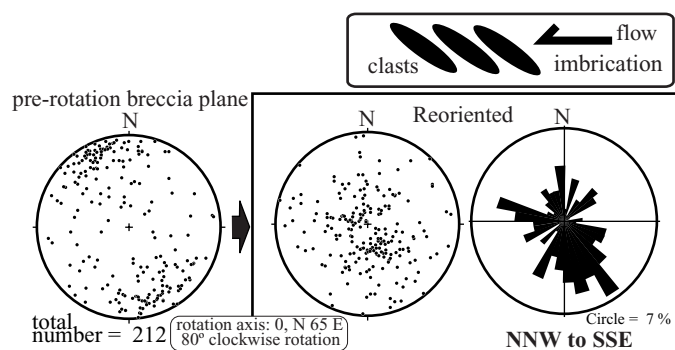 flow
clasts
imbrication
pre-rotation breccia plane
N
Reoriented
N
N
total
number = 212
rotation axis: 0, N 65 E
80º clockwise rotation
Circle = 7 %
NNW to SSE